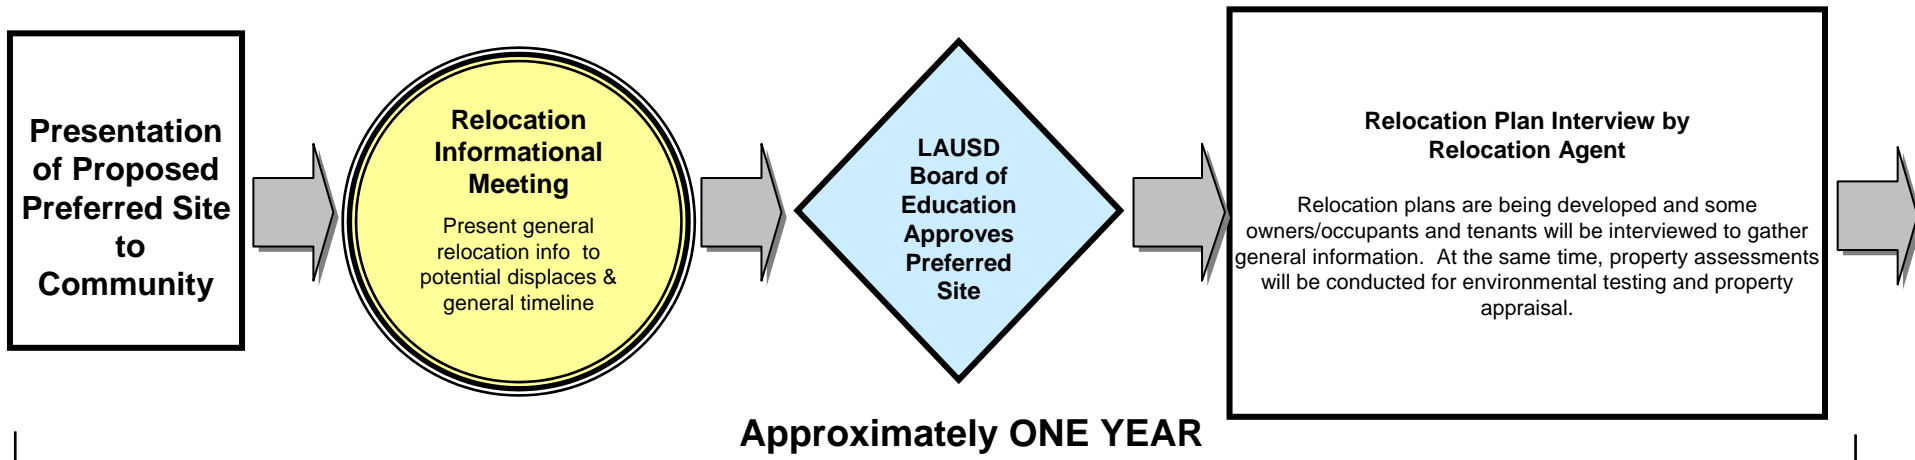 Presentation
of Proposed
Preferred Site
to
Community
Relocation
Informational
Meeting
Present general
relocation info to
potential displaces &
general timeline
LAUSD
Board of
Education
Approves
Preferred
Site
Relocation Plan Interview by
Relocation Agent
Relocation plans are being developed and some
owners/occupants and tenants will be interviewed to gather
general information. At the same time, property assessments
will be conducted for environmental testing and property
appraisal.
Approximately ONE YEAR